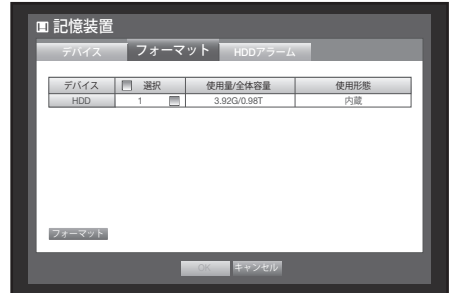 記憶装置
デバイス フォーマット HDDアラーム
デバイス 選択 使用量/全体容量 使用形態
HDD 1 3.92G/0.98T 内蔵
フォーマット
OK キャンセル